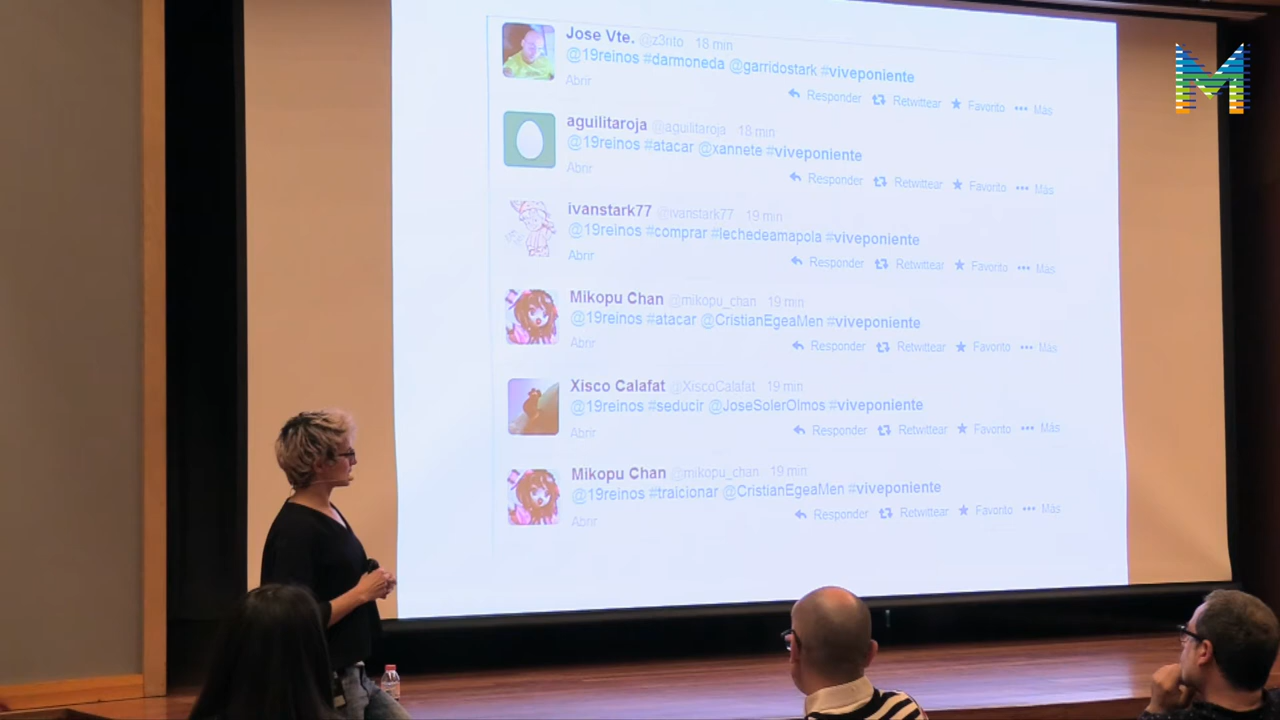 Jose Vte. @z3rito 18 min
@19reinos #darmoneda @garridostark #viveponiente
Abrir
Responder Retwittear Favorito Más
aguilitaroja @aguilitaroja 18 min
@19reinos #atacar @xannete #viveponiente
Abrir
Responder Retwittear Favorito Más
ivanstark77 @ivanstark77 19 min
@19reinos #comprar #lechedeamapola #viveponiente
Abrir
Responder Retwittear Favorito Más
Mikopu Chan @mikopu_chan 19 min
@19reinos #atacar @CristianEgeaMen #viveponiente
Abrir
Responder Retwittear Favorito Más
Xisco Calafat @XiscoCalafat 19 min
@19reinos #seducir @JoseSolerOlmos #viveponiente
Abrir
Responder Retwittear Favorito Más
Mikopu Chan @mikopu_chan 19 min
@19reinos #traicionar @CristianEgeaMen #viveponiente
Abrir
Responder Retwittear Favorito Más
M